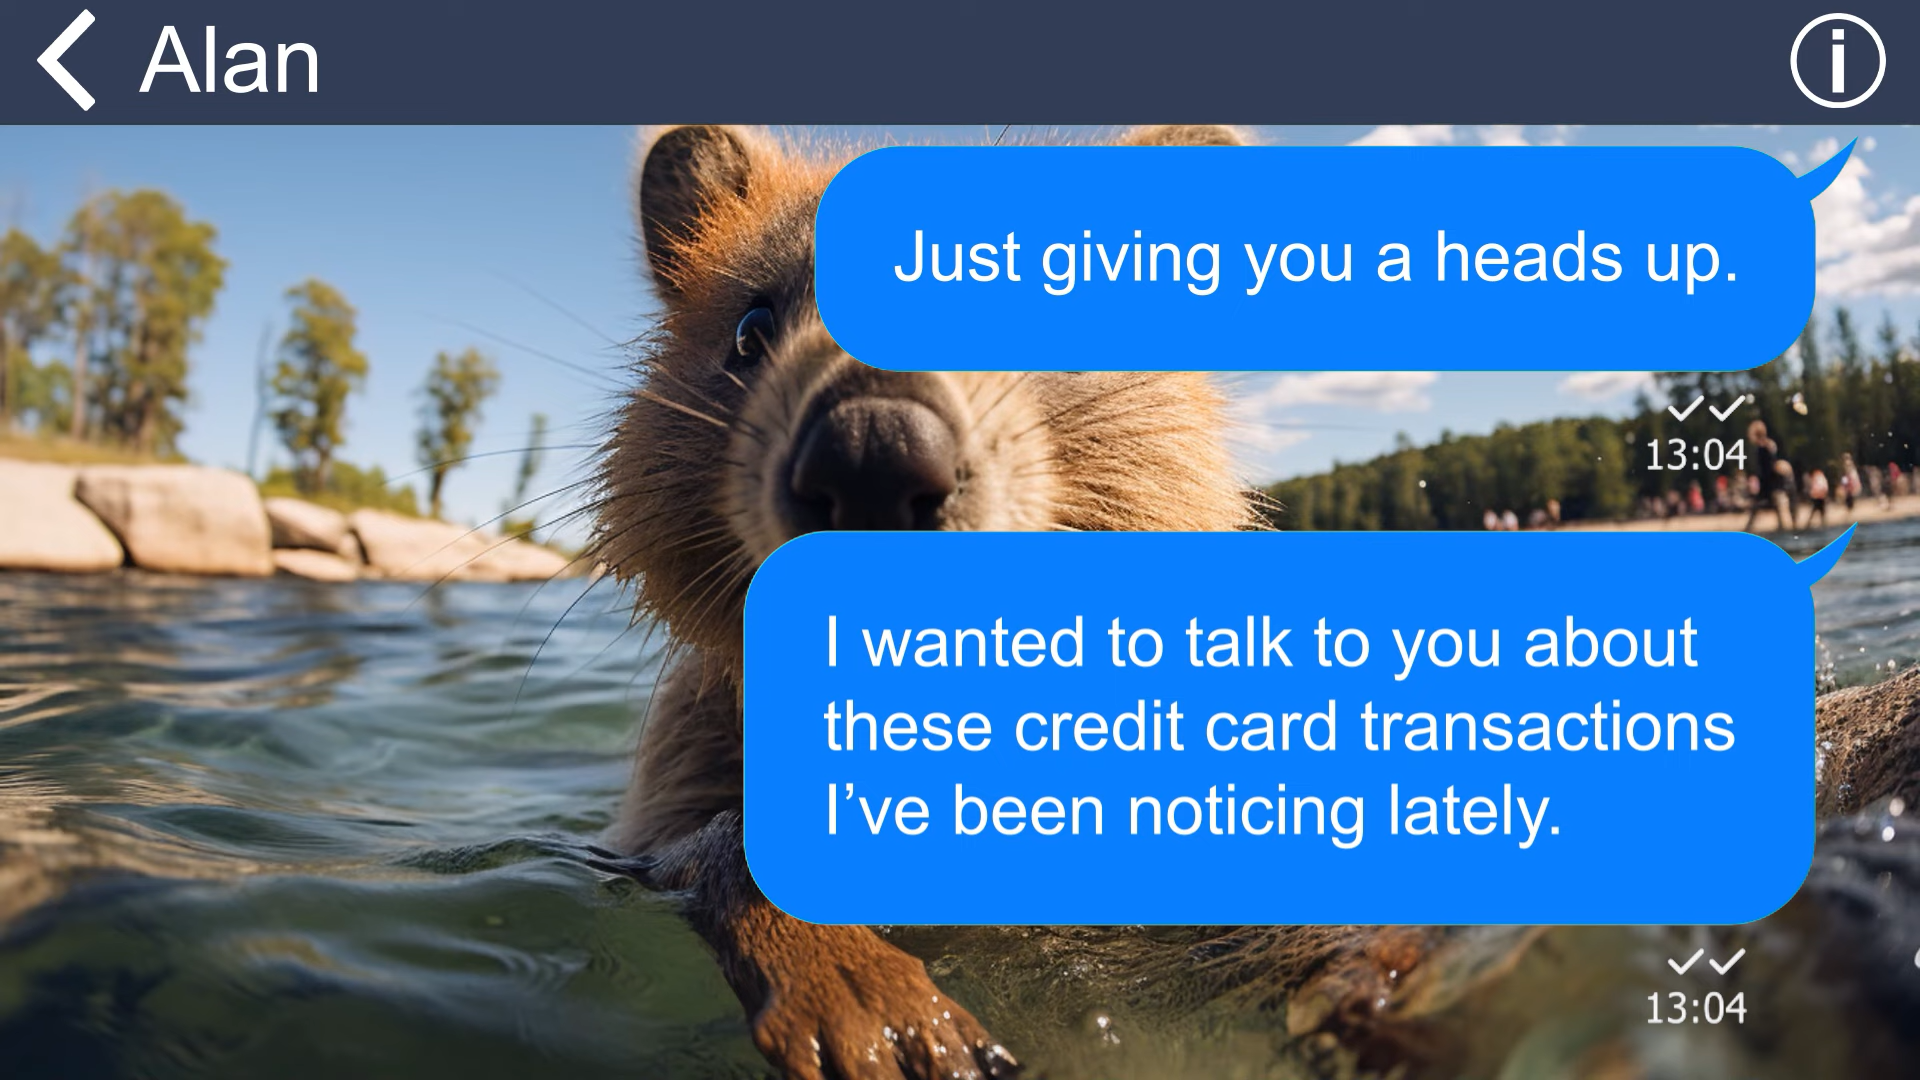 Alan
Just giving you a heads up.
13:04
I wanted to talk to you about
these credit card transactions
I’ve been noticing lately.
13:04